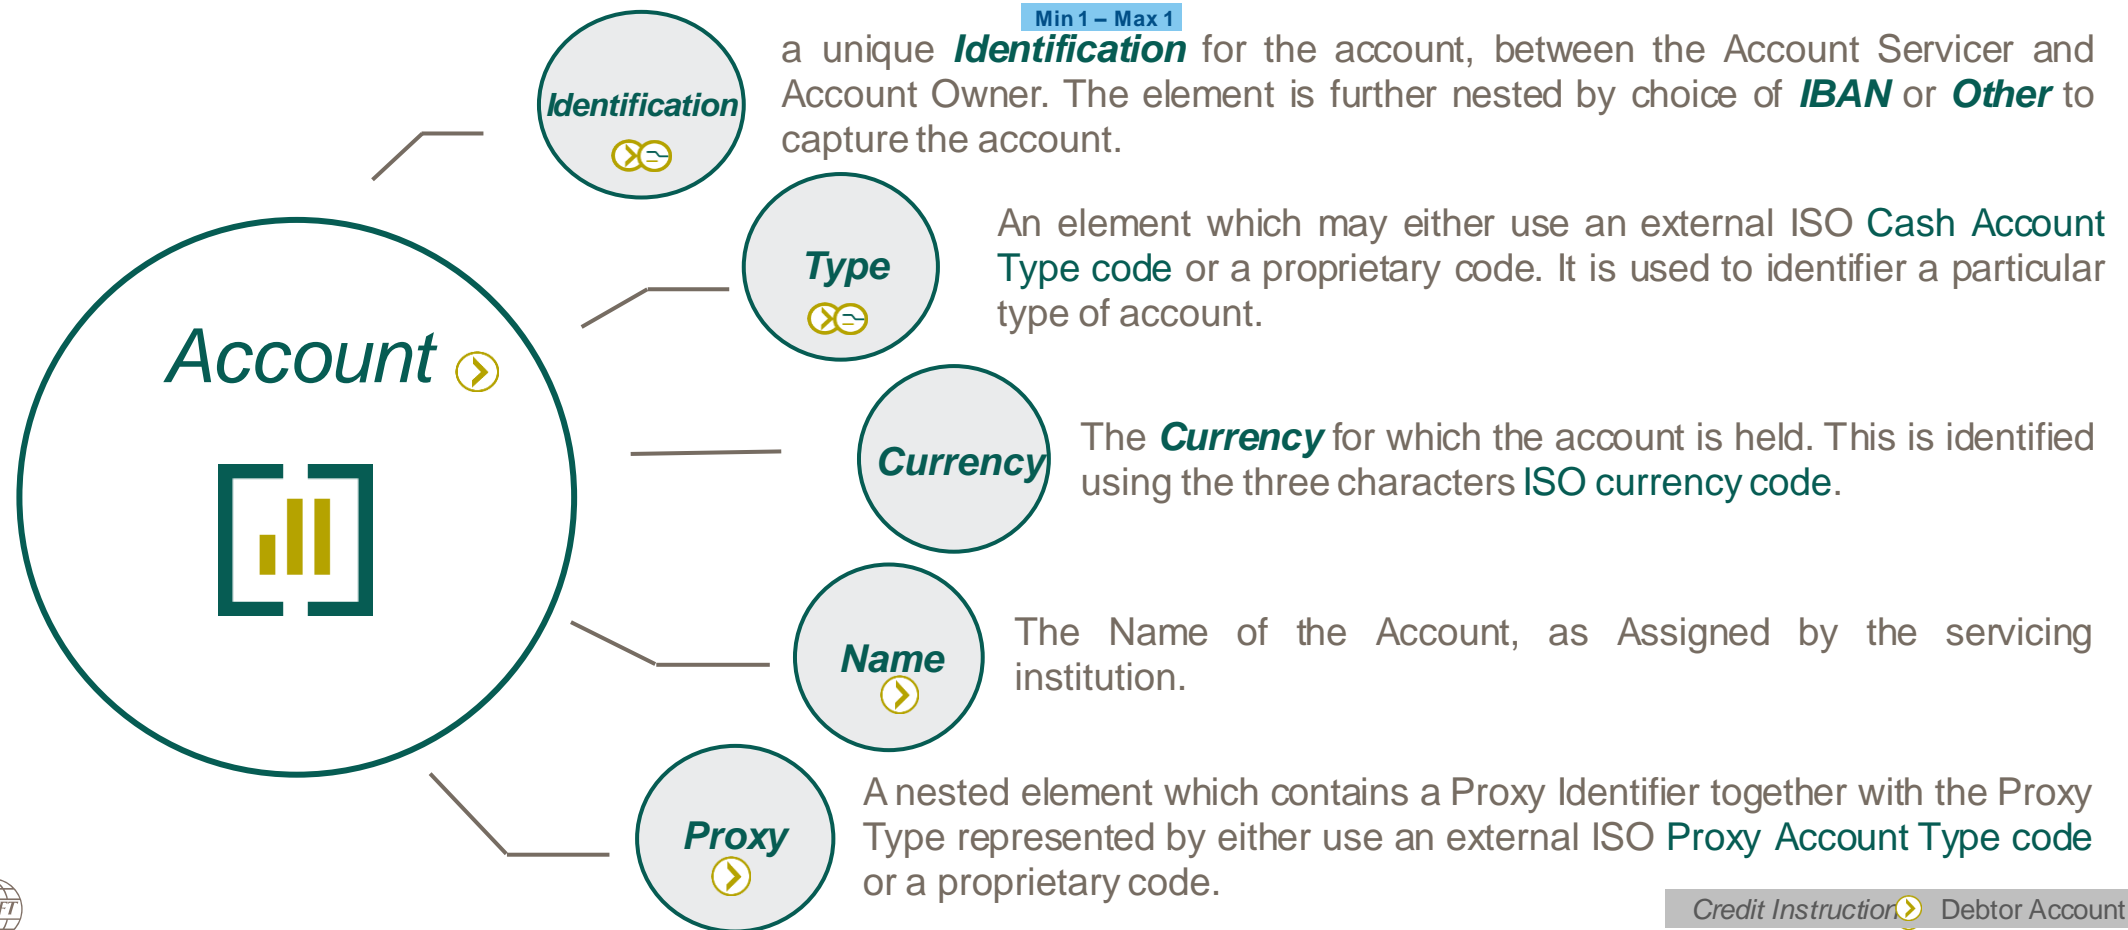 Min 1 – Max 1
Identification
a unique Identification for the account, between the Account Servicer and
Account Owner. The element is further nested by choice of IBAN or Other to
capture the account.
Type
An element which may either use an external ISO Cash Account
Type code or a proprietary code. It is used to identifier a particular
type of account.
Account
Currency
The Currency for which the account is held. This is identified
using the three characters ISO currency code.
Name
The Name of the Account, as Assigned by the servicing
institution.
Proxy
A nested element which contains a Proxy Identifier together with the Proxy
Type represented by either use an external ISO Proxy Account Type code
or a proprietary code.
Credit Instruction Debtor Account